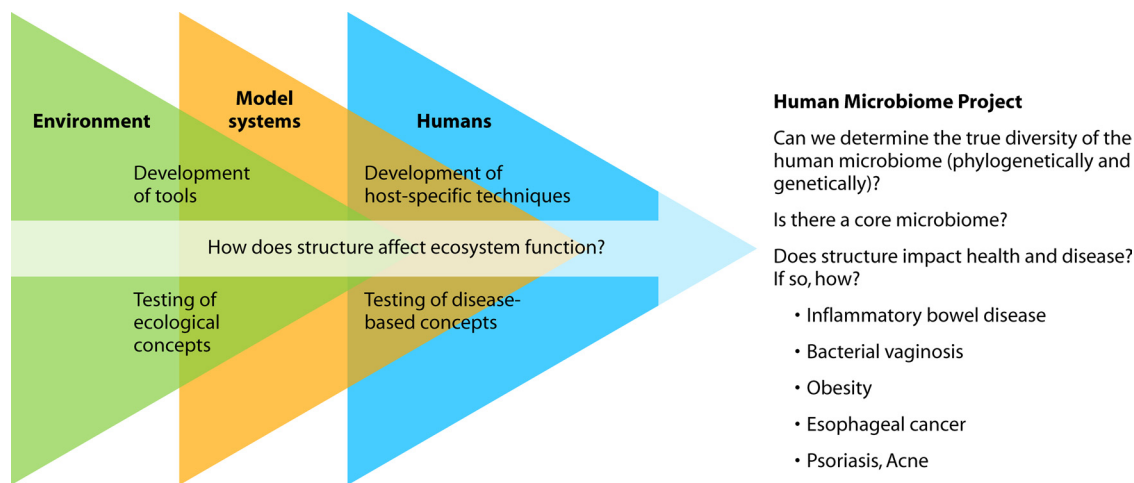 Environment
Model
systems
Humans
Development
of tools
Development of
host-specific techniques
How does structure affect ecosystem function?
Testing of
ecological
concepts
Testing of disease-
based concepts
Human Microbiome Project
Can we determine the true diversity of the
human microbiome (phylogenetically and
genetically)?
Is there a core microbiome?
Does structure impact health and disease?
If so, how?
• Inflammatory bowel disease
• Bacterial vaginosis
• Obesity
• Esophageal cancer
• Psoriasis, Acne